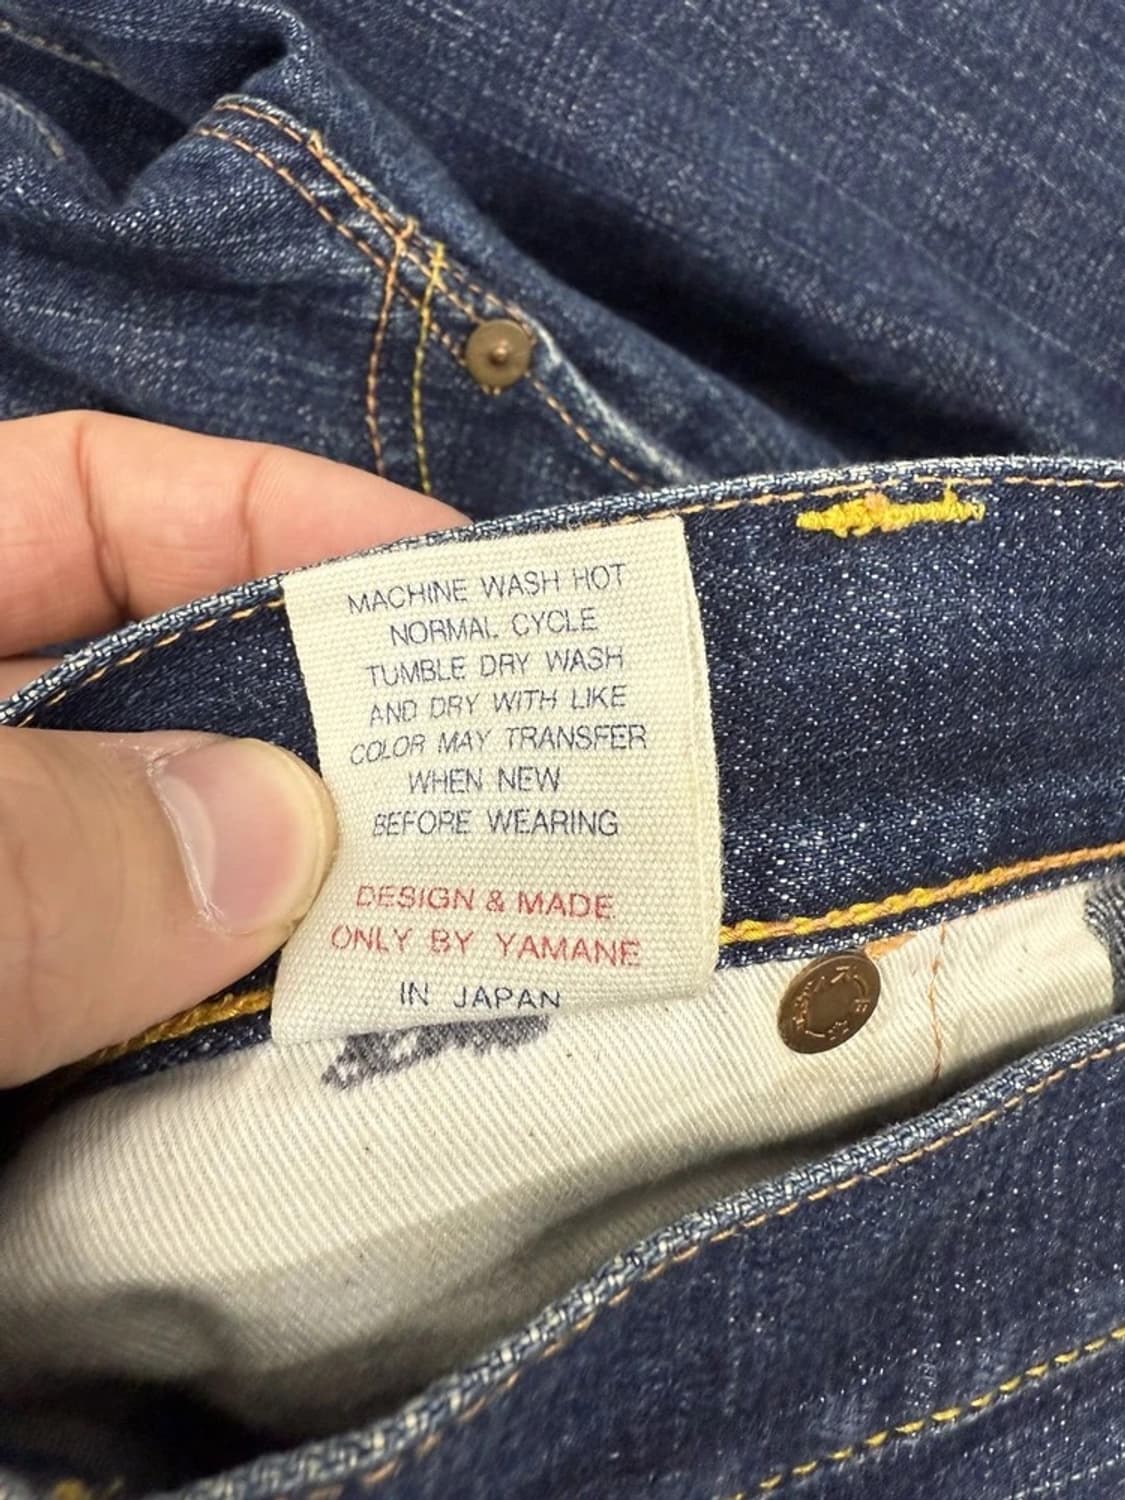 MACHINE WASH HOT
NORMAL CYCLE
TUMBLE DRY WASH
AND DRY WITH LIKE
COLOR MAY TRANSFER
WHEN NEW
BEFORE WEARING
DESIGN & MADE
ONLY BY YAMANE
IN JAPAN